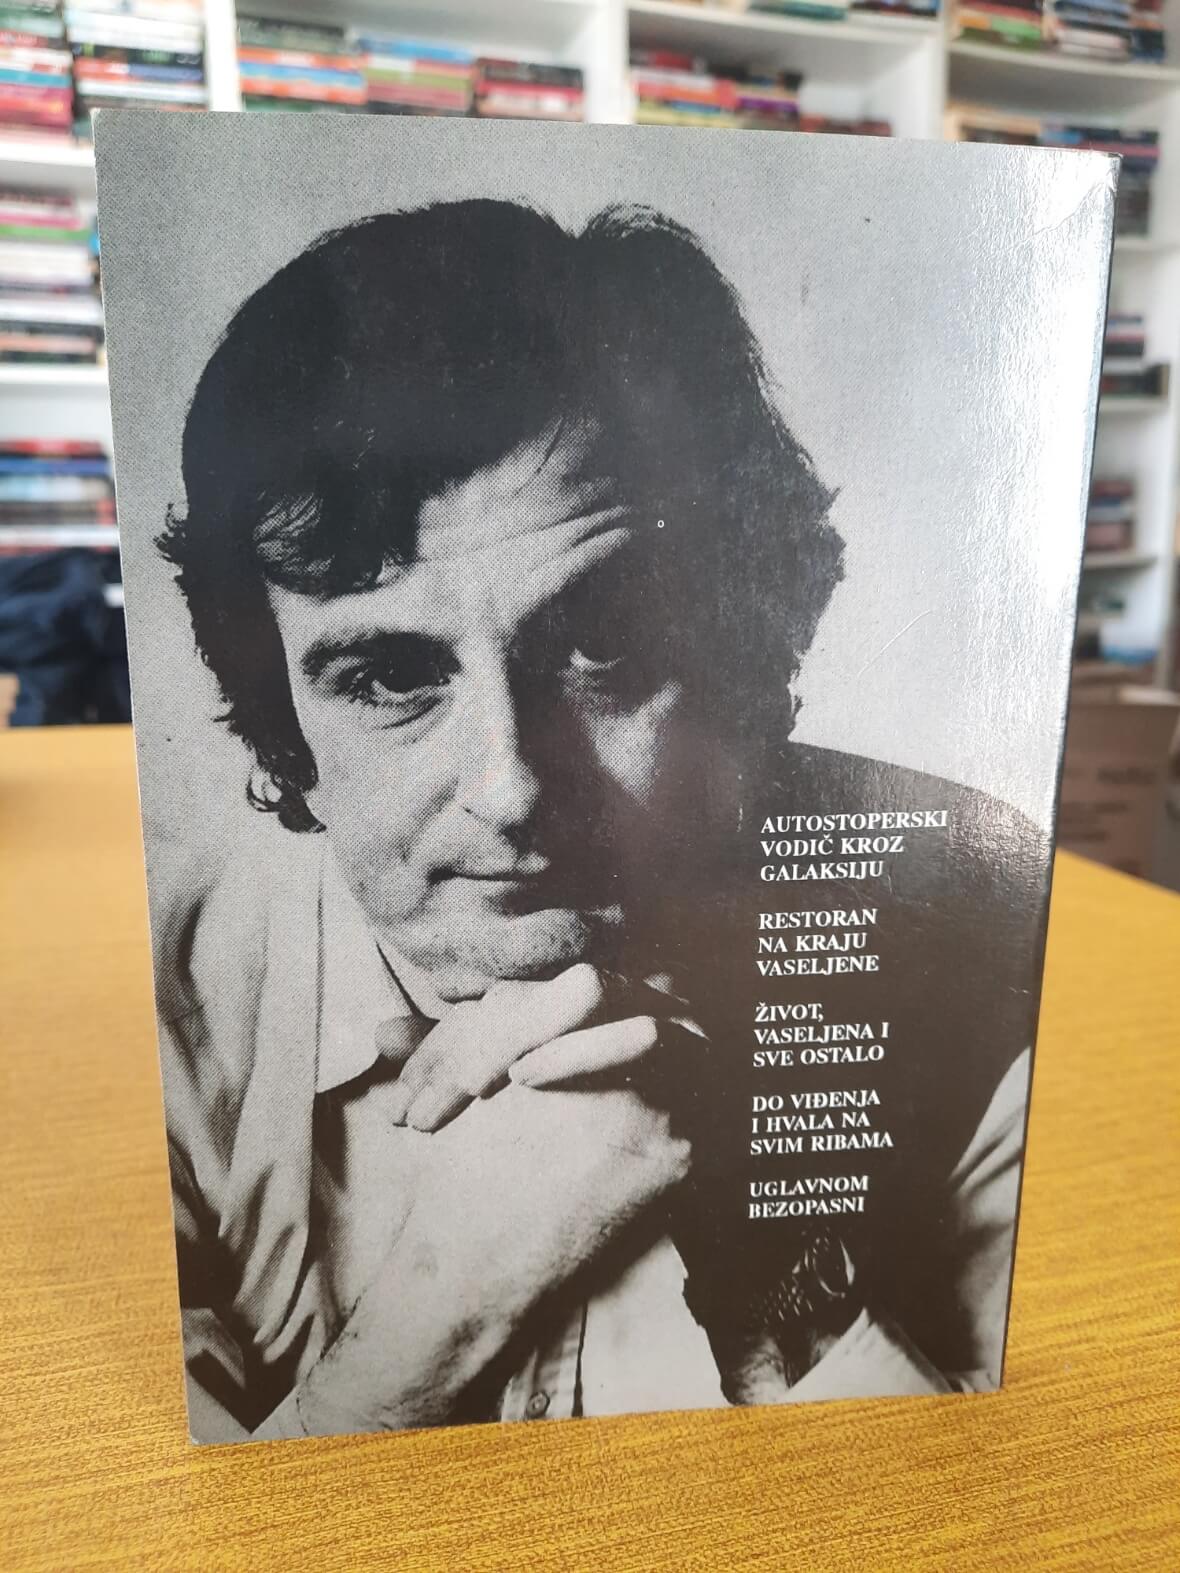 AUTOSTOPERSKI
VODIČ KROZ
GALAKSIJU
RESTORAN
NA KRAJU
VASELJENE
ŽIVOT,
VASELJENA I
SVE OSTALO
DO VIĐENJA
I HVALA NA
SVIM RIBAMA
UGLAVNOM
BEZOPASNI